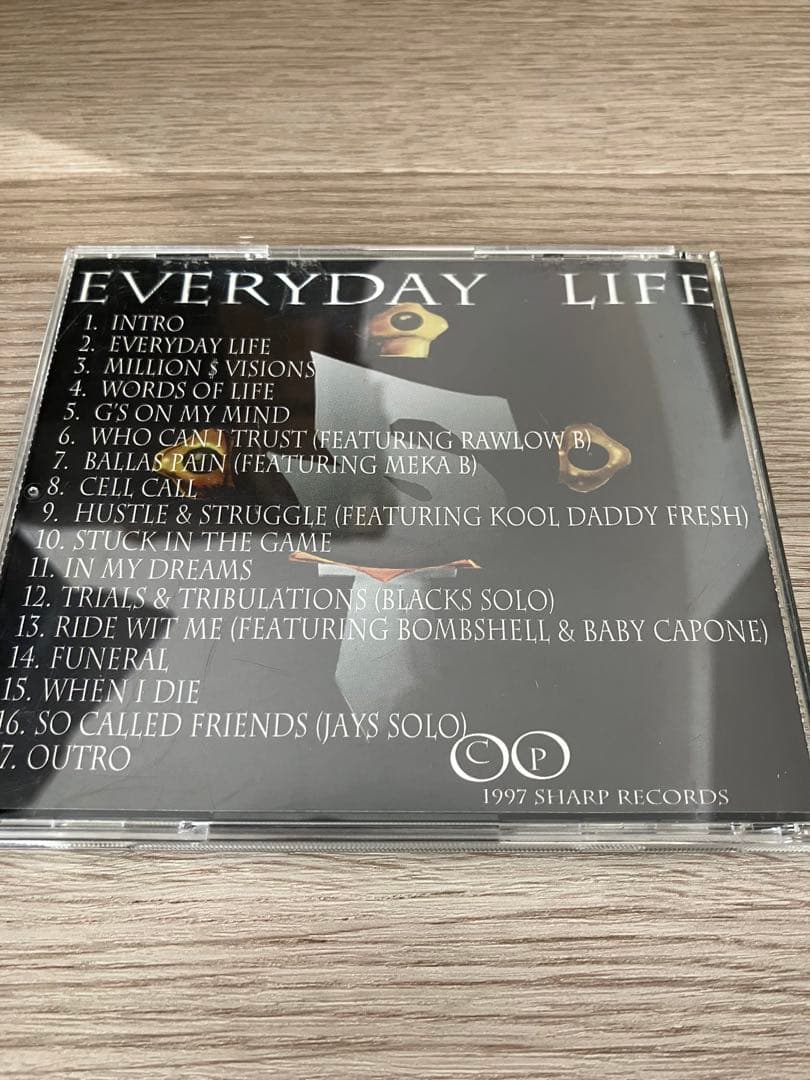 EVERYDAY LIFE
1. INTRO
2. EVERYDAY LIFE
3. MILLION $ VISIONS
4. WORDS OF LIFE
5. G'S ON MY MIND
6. WHO CAN I TRUST (FEATURING RAWLOW B)
7. BALLAS PAIN (FEATURING MEKA B)
8. CELL CALL
9. HUSTLE & STRUGGLE (FEATURING KOOL DADDY FRESH)
10. STUCK IN THE GAME
11. IN MY DREAMS
12. TRIALS & TRIBULATIONS (BLACKS SOLO)
13. RIDE WIT ME (FEATURING BOMBSHELL & BABY CAPONE)
14. FUNERAL
15. WHEN I DIE
16. SO CALLED FRIENDS (JAYS SOLO)
7. OUTRO
C P
1997 SHARP RECORDS